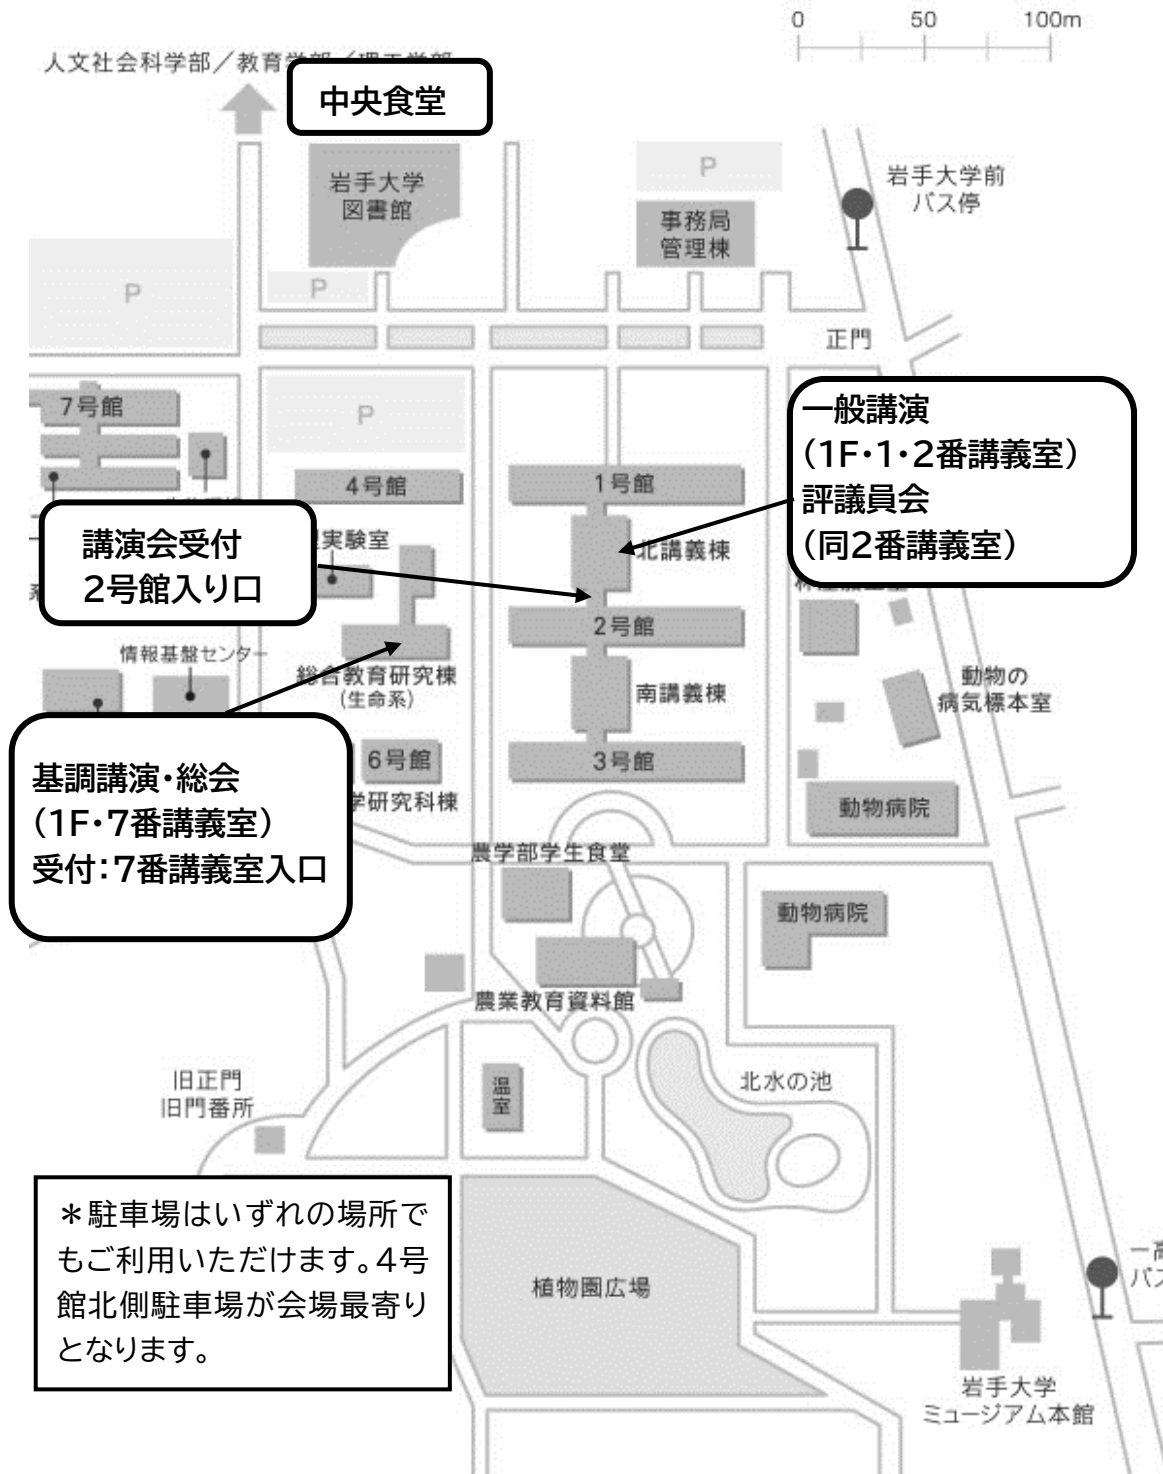 0 50 100m
人文社会科学部／教育学部／理工学部
中央食堂
岩手大学
図書館
P
事務局
管理棟
岩手大学前
バス停
P
P
正門
7号館
P
4号館
1号館
一般講演
（1F・1・2番講義室）
評議員会
（同2番講義室）
講演会受付
2号館入り口
実験室
北講義棟
2号館
情報基盤センター
総合教育研究棟
（生命系）
南講義棟
動物の
病気標本室
基調講演・総会
（1F・7番講義室）
受付：7番講義室入口
6号館
学研究科棟
3号館
動物病院
農学部学生食堂
動物病院
農業教育資料館
旧正門
旧門番所
温室
北水の池
＊駐車場はいずれの場所で
もご利用いただけます。4号
館北側駐車場が会場最寄り
となります。
植物園広場
一高
バス
岩手大学
ミュージアム本館